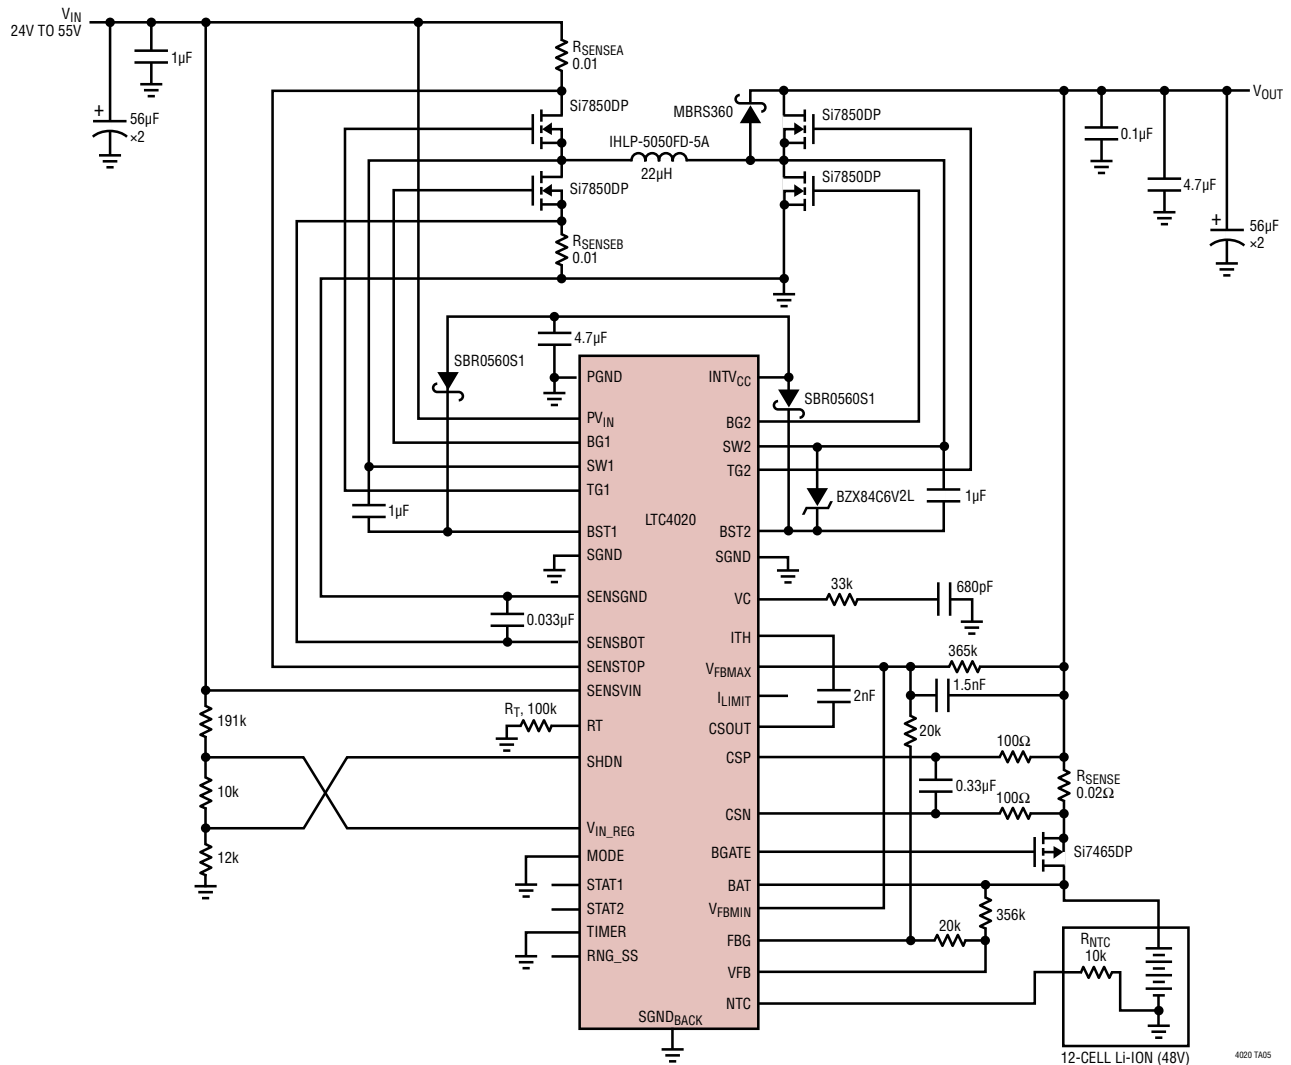 VIN
24V TO 55V
1µF
+
56µF
×2
RSENSEA
0.01
Si7850DP
Si7850DP
RSENSEB
0.01
IHLP-5050FD-5A
22µH
MBRS360
Si7850DP
Si7850DP
VOUT
0.1µF
4.7µF
+
56µF
×2
4.7µF
SBR0560S1
SBR0560S1
PGND
PVIN
BG1
SW1
TG1
BST1
SGND
SENSGND
SENSBOT
SENSTOP
SENSVIN
RT
SHDN
VIN_REG
MODE
STAT1
STAT2
TIMER
RNG_SS
LTC4020
SGNDBACK
INTVCC
BG2
SW2
TG2
BST2
SGND
VC
ITH
VFBMAX
ILIMIT
CSOUT
CSP
CSN
BGATE
BAT
VFBMIN
FBG
VFB
NTC
1µF
0.033µF
RT, 100k
191k
10k
12k
BZX84C6V2L
1µF
33k
680pF
2nF
365k
1.5nF
20k
100Ω
0.33µF
100Ω
RSENSE
0.02Ω
Si7465DP
356k
20k
RNTC
10k
12-CELL Li-ION (48V)
4020 TA05